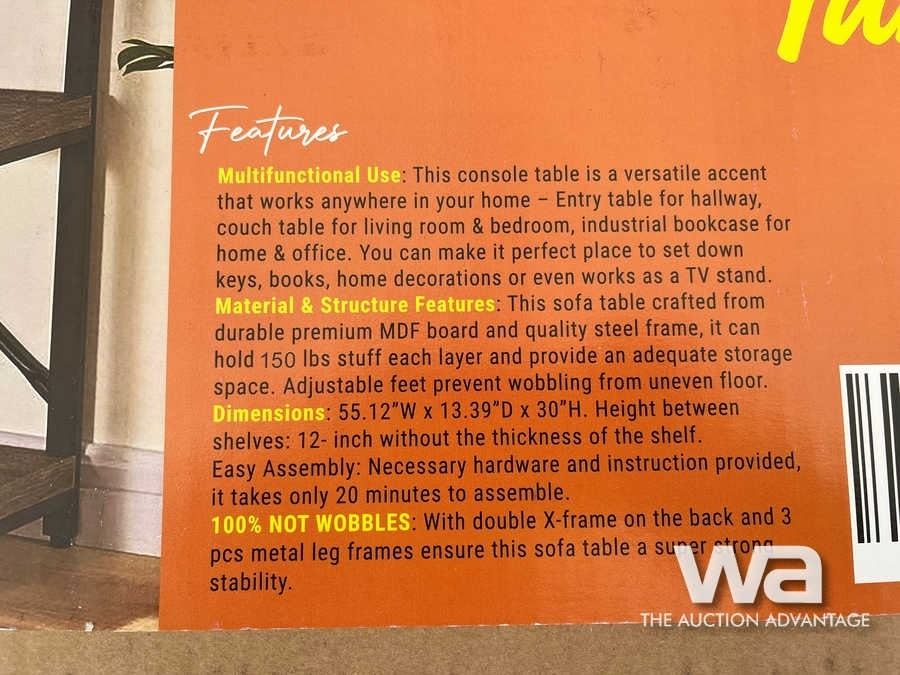 Features
Multifunctional Use: This console table is a versatile accent
that works anywhere in your home – Entry table for hallway,
couch table for living room & bedroom, industrial bookcase for
home & office. You can make it perfect place to set down
keys, books, home decorations or even works as a TV stand.
Material & Structure Features: This sofa table crafted from
durable premium MDF board and quality steel frame, it can
hold 150 lbs stuff each layer and provide an adequate storage
space. Adjustable feet prevent wobbling from uneven floor.
Dimensions: 55.12”W x 13.39”D x 30”H. Height between
shelves: 12- inch without the thickness of the shelf.
Easy Assembly: Necessary hardware and instruction provided,
it takes only 20 minutes to assemble.
100% NOT WOBBLES: With double X-frame on the back and 3
pcs metal leg frames ensure this sofa table a super strong
stability.
wa
THE AUCTION ADVANTAGE